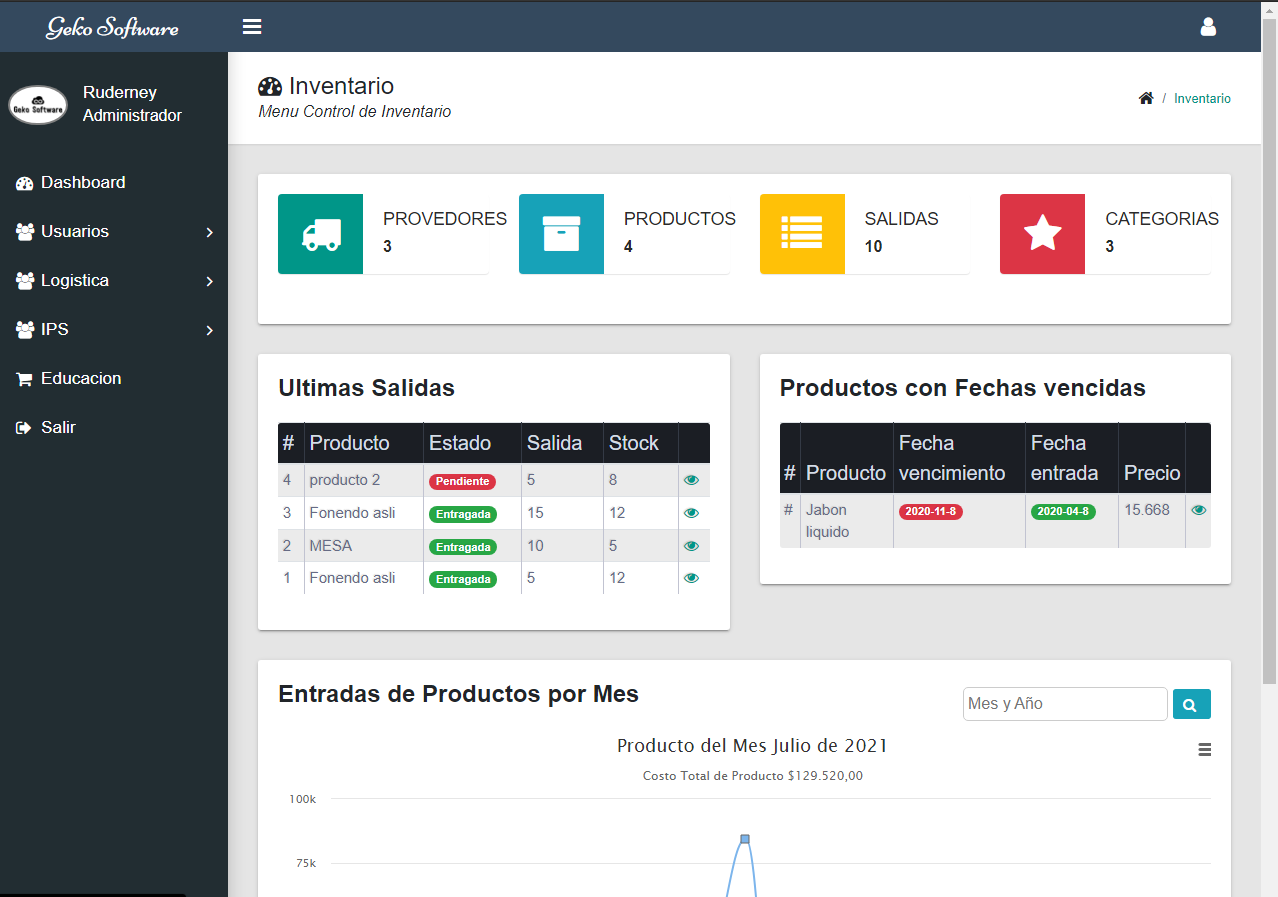 Geko Software
Geko Software
Ruderney
Administrador
Dashboard
Usuarios
Logistica
IPS
Educacion
Salir
Inventario
Menu Control de Inventario
/ Inventario
PROVEDORES
3
PRODUCTOS
4
SALIDAS
10
CATEGORIAS
3
Ultimas Salidas
# Producto Estado Salida Stock
4 producto 2 Pendiente 5 8
3 Fonendo asli Entragada 15 12
2 MESA Entragada 10 5
1 Fonendo asli Entragada 5 12
Productos con Fechas vencidas
# Producto Fecha vencimiento Fecha entrada Precio
# Jabon liquido 2020-11-8 2020-04-8 15.668
Entradas de Productos por Mes
Mes y Año
Producto del Mes Julio de 2021
Costo Total de Producto $129.520,00
100k
75k